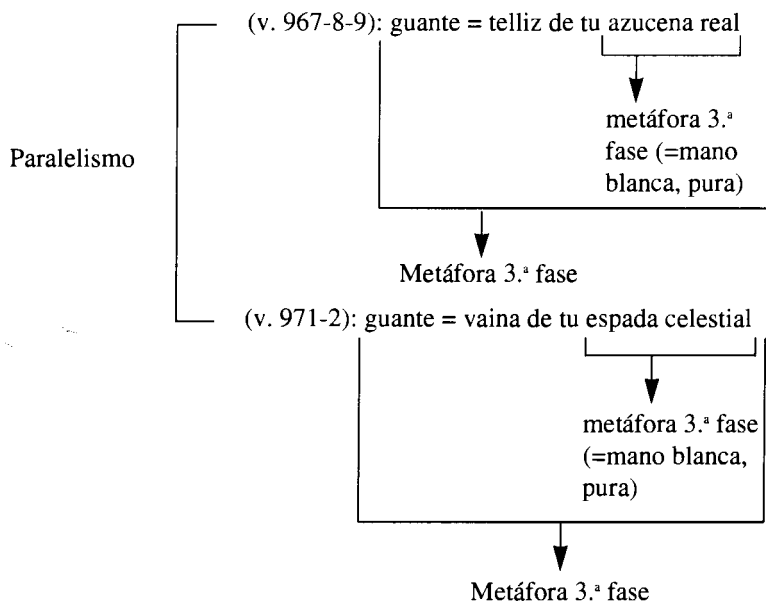 (v. 967-8-9): guante = telliz de tu azucena real
metáfora 3.ª
fase (=mano
blanca, pura)
Paralelismo
Metáfora 3.ª fase
(v. 971-2): guante = vaina de tu espada celestial
metáfora 3.ª fase
(=mano blanca,
pura)
Metáfora 3.ª fase